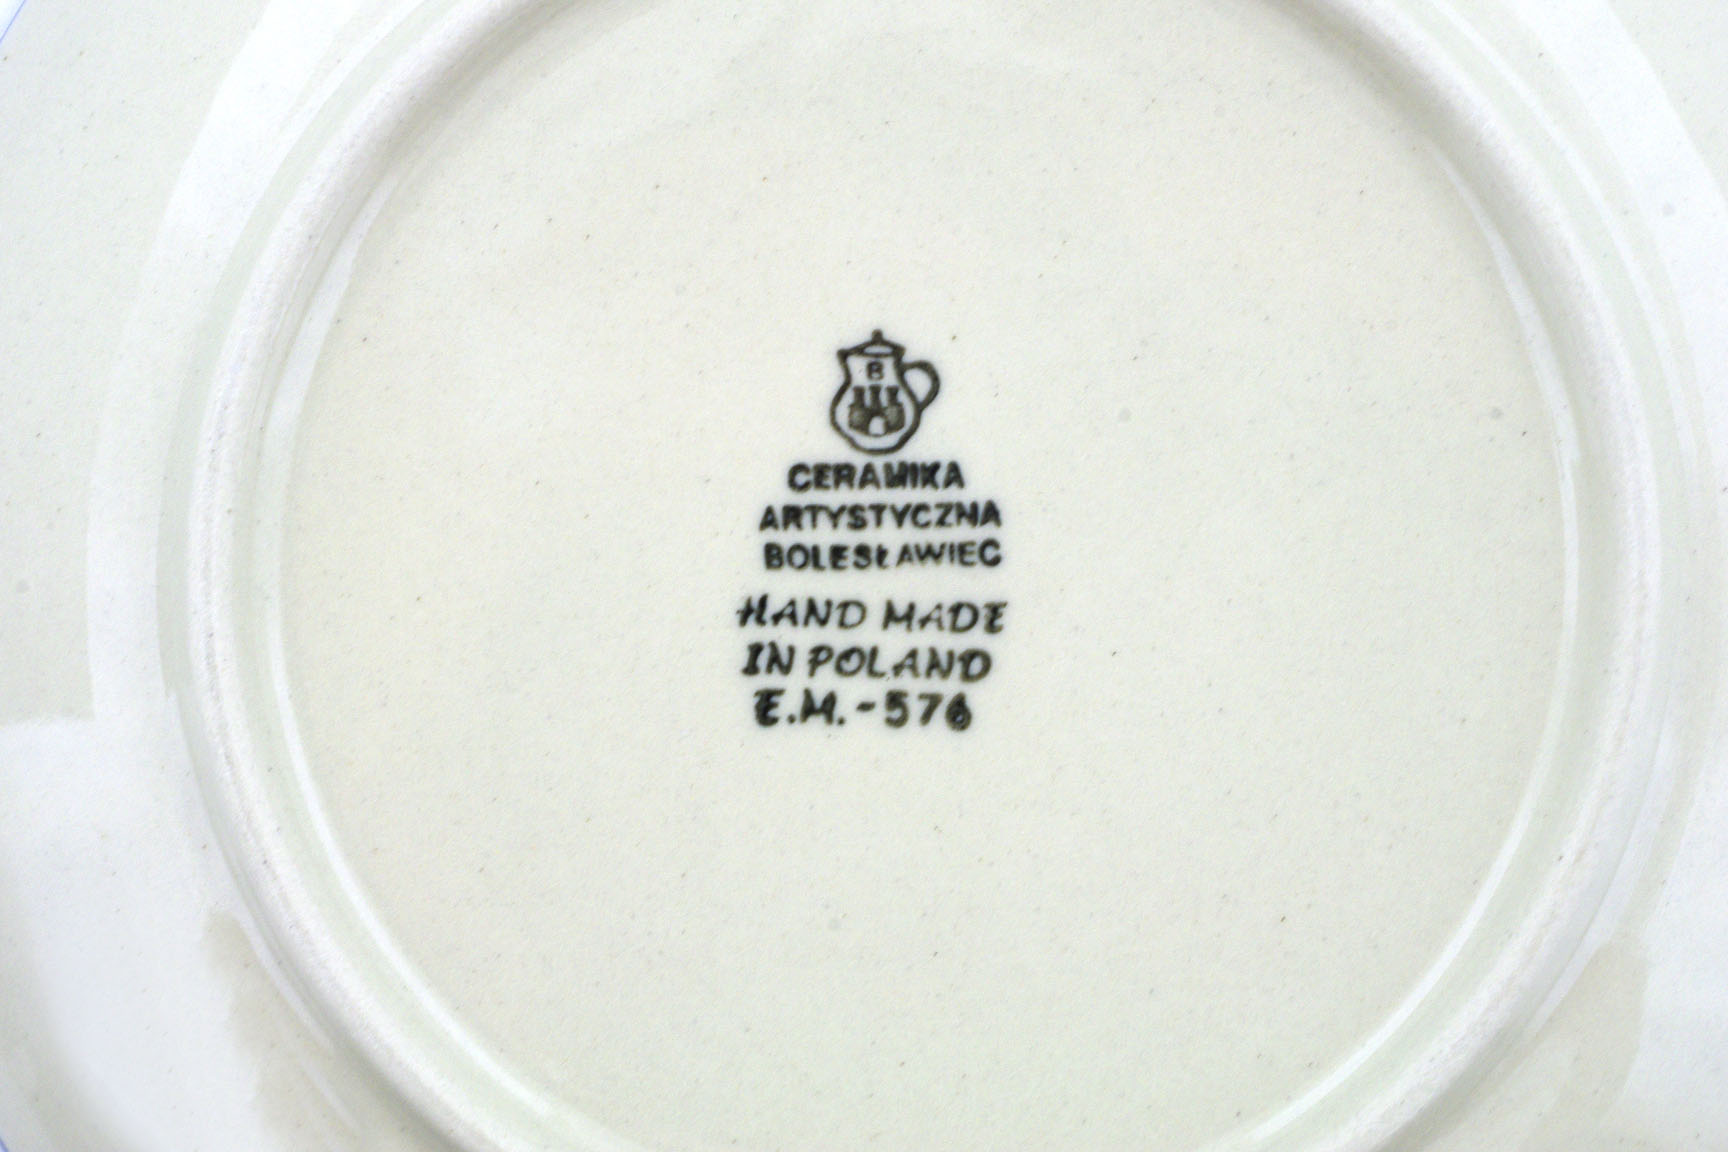 B
CERAMIKA
ARTYSTYCZNA
BOLESŁAWIEC
HAND MADE
IN POLAND
E.M.-576